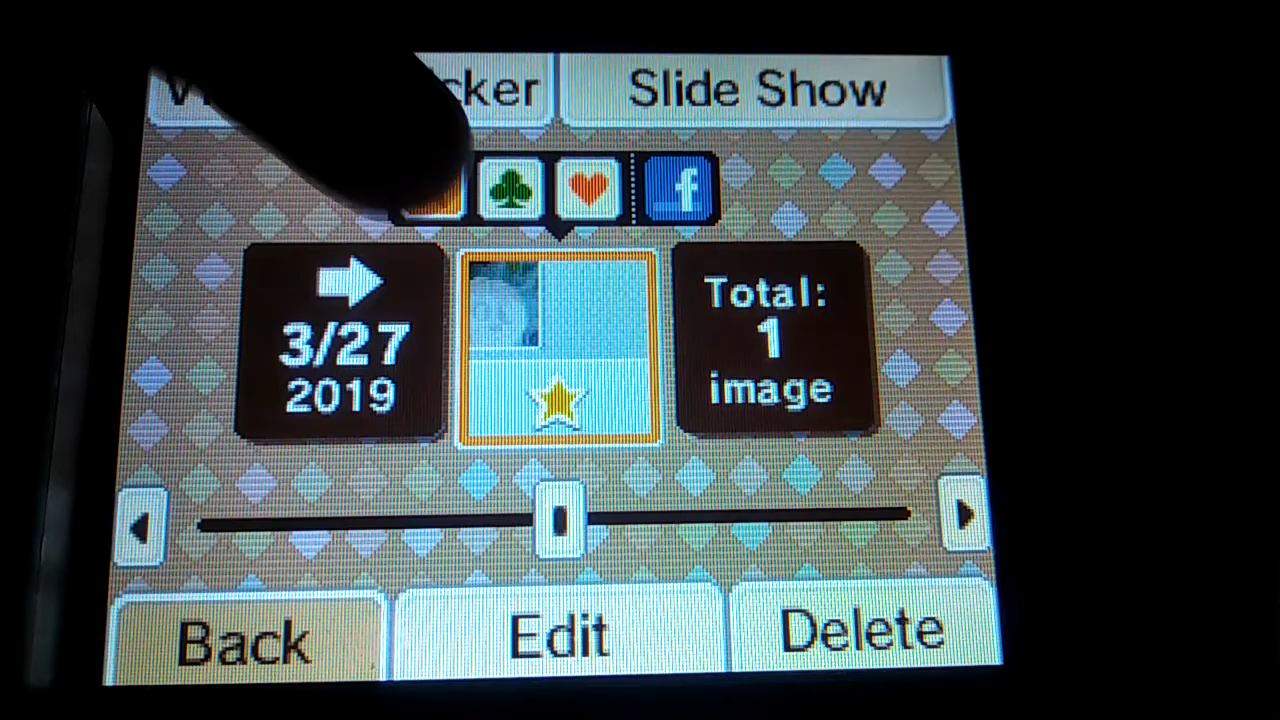 Slide Show
f
3/27
2019
Total:
1
image
Back
Edit
Delete